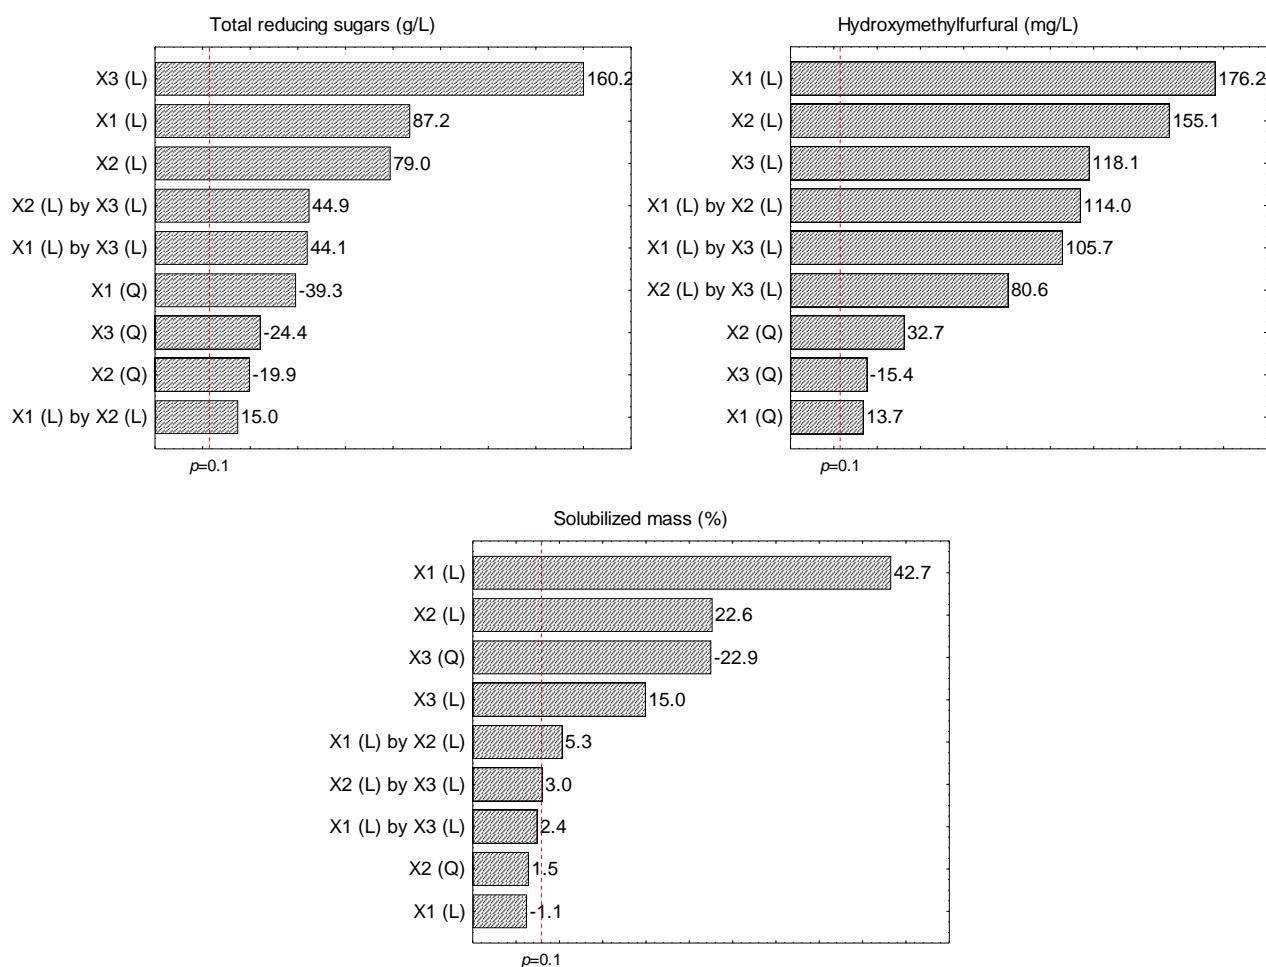 Total reducing sugars (g/L)
X3 (L) 160.2
X1 (L) 87.2
X2 (L) 79.0
X2 (L) by X3 (L) 44.9
X1 (L) by X3 (L) 44.1
X1 (Q) -39.3
X3 (Q) -24.4
X2 (Q) -19.9
X1 (L) by X2 (L) 15.0
p=0.1
Hydroxymethylfurfural (mg/L)
X1 (L) 176.2
X2 (L) 155.1
X3 (L) 118.1
X1 (L) by X2 (L) 114.0
X1 (L) by X3 (L) 105.7
X2 (L) by X3 (L) 80.6
X2 (Q) 32.7
X3 (Q) -15.4
X1 (Q) 13.7
p=0.1
Solubilized mass (%)
X1 (L) 42.7
X2 (L) 22.6
X3 (Q) -22.9
X3 (L) 15.0
X1 (L) by X2 (L) 5.3
X2 (L) by X3 (L) 3.0
X1 (L) by X3 (L) 2.4
X2 (Q) 1.5
X1 (L) -1.1
p=0.1